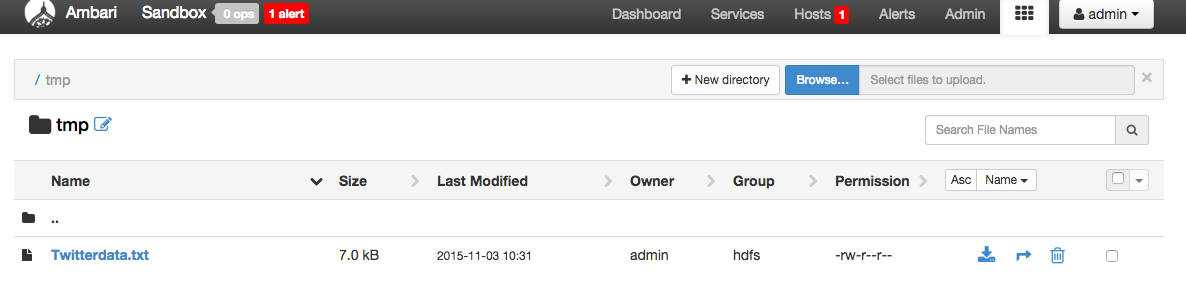 Ambari Sandbox 0 ops 1 alert Dashboard Services Hosts 1 Alerts Admin admin
/ tmp + New directory Browse... Select files to upload. ×
tmp Search File Names
Name Size Last Modified Owner Group Permission Asc Name
..
Twitterdata.txt 7.0 kB 2015-11-03 10:31 admin hdfs -rw-r--r--